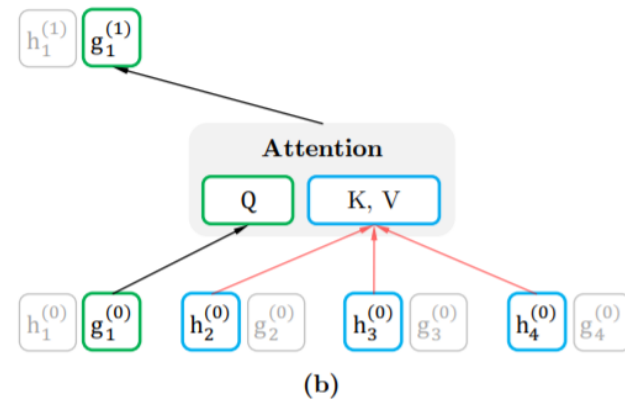 h₁⁽¹⁾ g₁⁽¹⁾
Attention
Q K, V
h₁⁽⁰⁾ g₁⁽⁰⁾ h₂⁽⁰⁾ g₂⁽⁰⁾ h₃⁽⁰⁾ g₃⁽⁰⁾ h₄⁽⁰⁾ g₄⁽⁰⁾
(b)